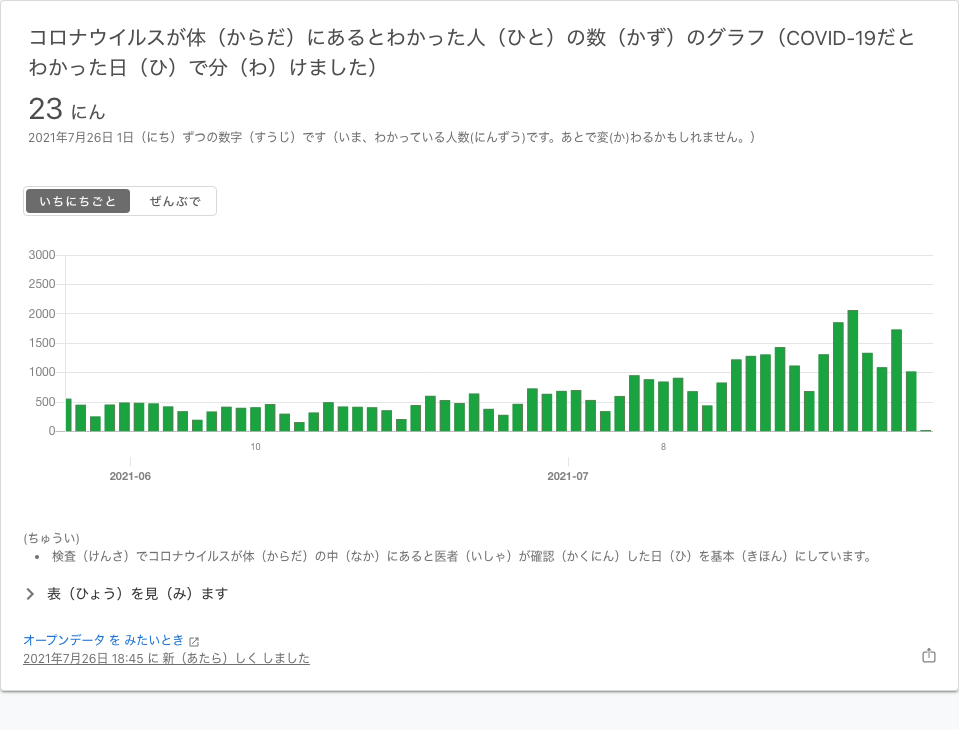 コロナウイルスが体（からだ）にあるとわかった人（ひと）の数（かず）のグラフ（COVID-19だと
わかった日（ひ）で分（わ）けました）
23 にん
2021年7月26日 1日（にち）ずつの数字（すうじ）です（いま、わかっている人数(にんずう)です。あとで変(か)わるかもしれません。）
いちにちごと ぜんぶで
3000
2500
2000
1500
1000
500
0
10 8
2021-06 2021-07
(ちゅうい)
• 検査（けんさ）でコロナウイルスが体（からだ）の中（なか）にあると医者（いしゃ）が確認（かくにん）した日（ひ）を基本（きほん）にしています。
表（ひょう）を見（み）ます
オープンデータ を みたいとき
2021年7月26日 18:45 に 新（あたら）しく しました